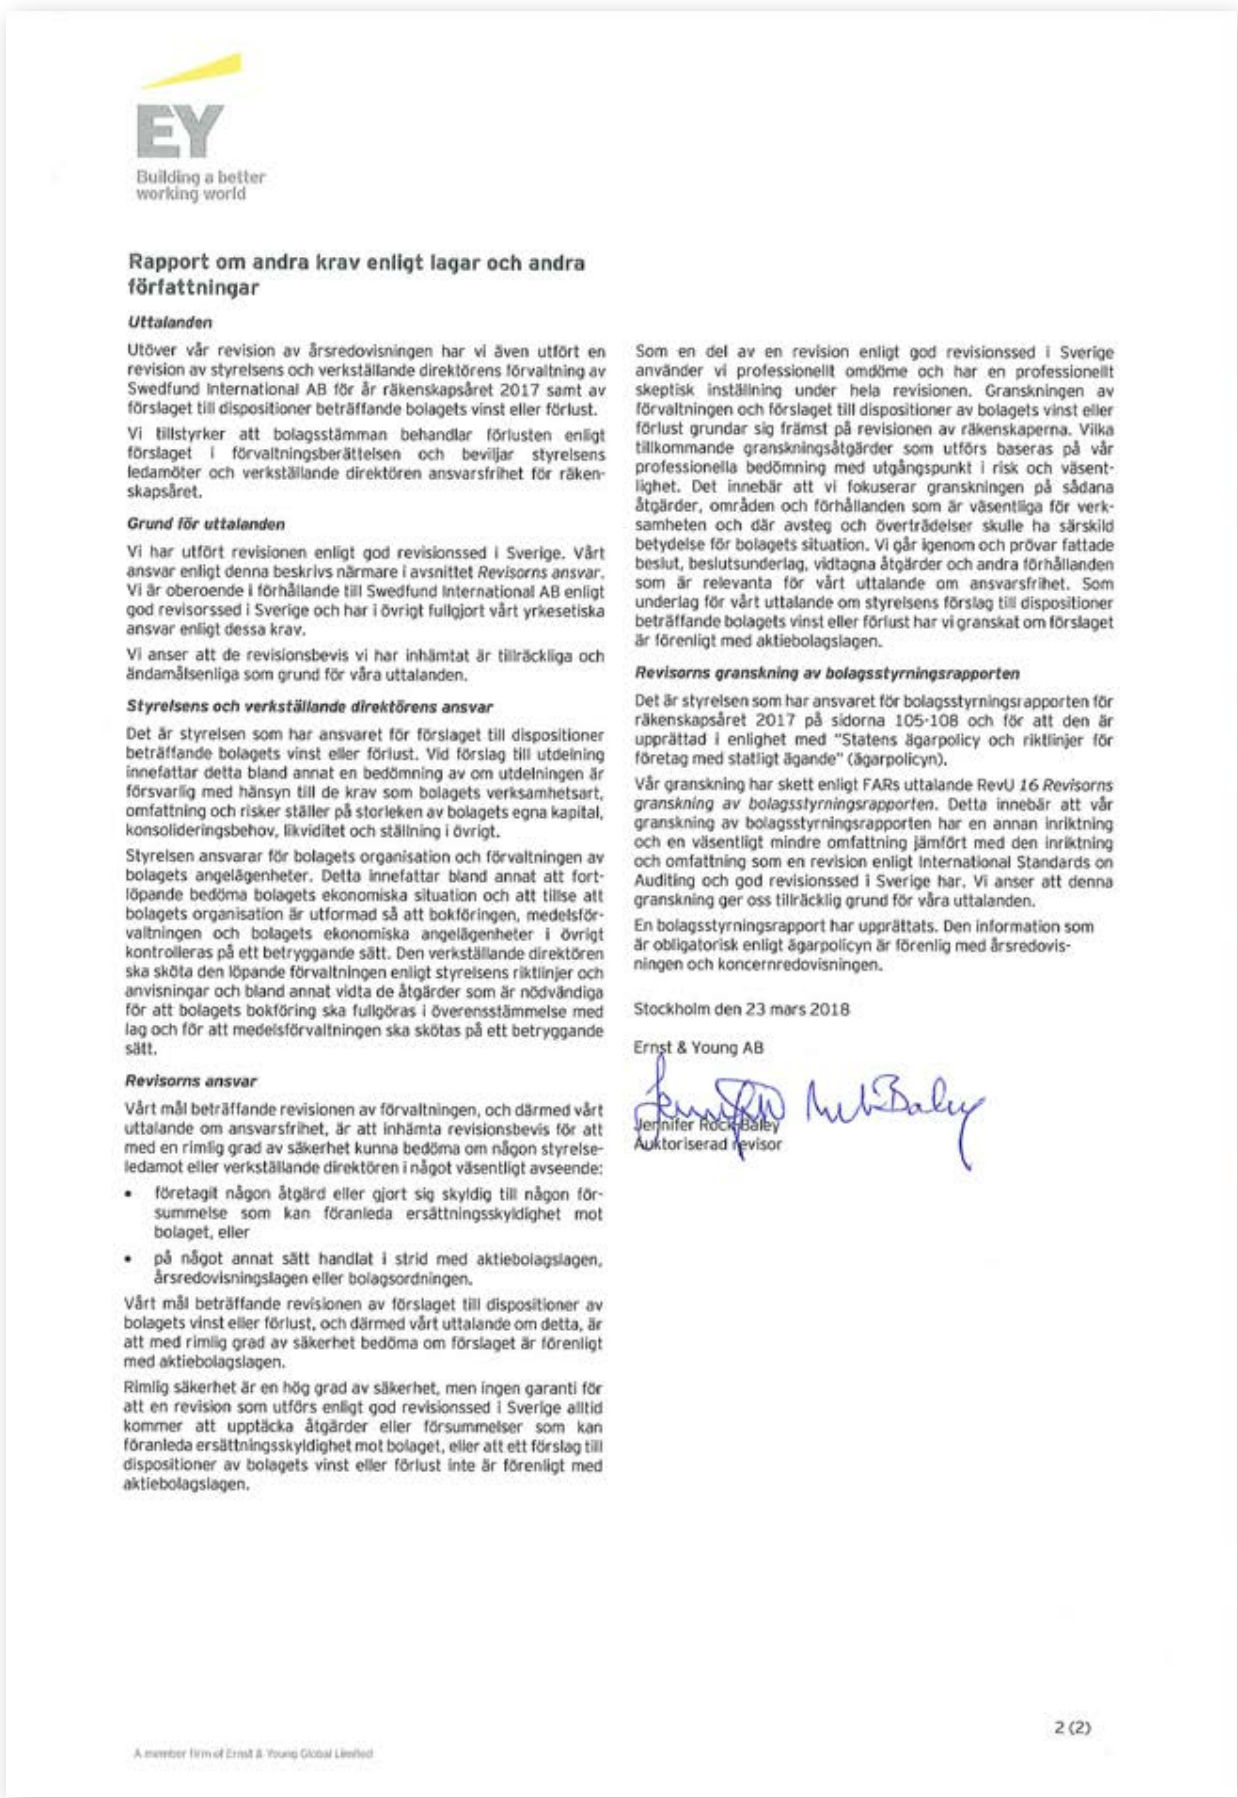 EY
Building a better
working world
Rapport om andra krav enligt lagar och andra
författningar
Uttalanden
Utöver vår revision av årsredovisningen har vi även utfört en
revision av styrelsens och verkställande direktörens förvaltning av
Swedfund International AB för år räkenskapsåret 2017 samt av
förslaget till dispositioner beträffande bolagets vinst eller förlust.
Vi tillstyrker att bolagsstämman behandlar förlusten enligt
förslaget i förvaltningsberättelsen och beviljar styrelsens
ledamöter och verkställande direktören ansvarsfrihet för räken-
skapsåret.
Grund för uttalanden
Vi har utfört revisionen enligt god revisionssed i Sverige. Vårt
ansvar enligt denna beskrivs närmare i avsnittet Revisorns ansvar.
Vi är oberoende i förhållande till Swedfund International AB enligt
god revisorssed i Sverige och har i övrigt fullgjort vårt yrkesetiska
ansvar enligt dessa krav.
Vi anser att de revisionsbevis vi har inhämtat är tillräckliga och
ändamålsenliga som grund för våra uttalanden.
Styrelsens och verkställande direktörens ansvar
Det är styrelsen som har ansvaret för förslaget till dispositioner
beträffande bolagets vinst eller förlust. Vid förslag till utdelning
innefattar detta bland annat en bedömning av om utdelningen är
försvarlig med hänsyn till de krav som bolagets verksamhetsart,
omfattning och risker ställer på storleken av bolagets egna kapital,
konsolideringsbehov, likviditet och ställning i övrigt.
Styrelsen ansvarar för bolagets organisation och förvaltningen av
bolagets angelägenheter. Detta innefattar bland annat att fort-
löpande bedöma bolagets ekonomiska situation och att tillse att
bolagets organisation är utformad så att bokföringen, medelsför-
valtningen och bolagets ekonomiska angelägenheter i övrigt
kontrolleras på ett betryggande sätt. Den verkställande direktören
ska sköta den löpande förvaltningen enligt styrelsens riktlinjer och
anvisningar och bland annat vidta de åtgärder som är nödvändiga
för att bolagets bokföring ska fullgöras i överensstämmelse med
lag och för att medelsförvaltningen ska skötas på ett betryggande
sätt.
Revisorns ansvar
Vårt mål beträffande revisionen av förvaltningen, och därmed vårt
uttalande om ansvarsfrihet, är att inhämta revisionsbevis för att
med en rimlig grad av säkerhet kunna bedöma om någon styrelse-
ledamot eller verkställande direktören i något väsentligt avseende:
• företagit någon åtgärd eller gjort sig skyldig till någon för-
summelse som kan föranleda ersättningsskyldighet mot
bolaget, eller
• på något annat sätt handlat i strid med aktiebolagslagen,
årsredovisningslagen eller bolagsordningen.
Vårt mål beträffande revisionen av förslaget till dispositioner av
bolagets vinst eller förlust, och därmed vårt uttalande om detta, är
att med rimlig grad av säkerhet bedöma om förslaget är förenligt
med aktiebolagslagen.
Rimlig säkerhet är en hög grad av säkerhet, men ingen garanti för
att en revision som utförs enligt god revisionssed i Sverige alltid
kommer att upptäcka åtgärder eller försummelser som kan
föranleda ersättningsskyldighet mot bolaget, eller att ett förslag till
dispositioner av bolagets vinst eller förlust inte är förenligt med
aktiebolagslagen.
Som en del av en revision enligt god revisionssed i Sverige
använder vi professionellt omdöme och har en professionellt
skeptisk inställning under hela revisionen. Granskningen av
förvaltningen och förslaget till dispositioner av bolagets vinst eller
förlust grundar sig främst på revisionen av räkenskaperna. Vilka
tillkommande granskningsåtgärder som utförs baseras på vår
professionella bedömning med utgångspunkt i risk och väsent-
lighet. Det innebär att vi fokuserar granskningen på sådana
åtgärder, områden och förhållanden som är väsentliga för verk-
samheten och där avsteg och överträdelser skulle ha särskild
betydelse för bolagets situation. Vi går igenom och prövar fattade
beslut, beslutsunderlag, vidtagna åtgärder och andra förhållanden
som är relevanta för vårt uttalande om ansvarsfrihet. Som
underlag för vårt uttalande om styrelsens förslag till dispositioner
beträffande bolagets vinst eller förlust har vi granskat om förslaget
är förenligt med aktiebolagslagen.
Revisorns granskning av bolagsstyrningsrapporten
Det är styrelsen som har ansvaret för bolagsstyrningsrapporten för
räkenskapsåret 2017 på sidorna 105-108 och för att den är
upprättad i enlighet med "Statens ägarpolicy och riktlinjer för
företag med statligt ägande" (ägarpolicyn).
Vår granskning har skett enligt FARs uttalande RevU 16 Revisorns
granskning av bolagsstyrningsrapporten. Detta innebär att vår
granskning av bolagsstyrningsrapporten har en annan inriktning
och en väsentligt mindre omfattning jämfört med den inriktning
och omfattning som en revision enligt International Standards on
Auditing och god revisionssed i Sverige har. Vi anser att denna
granskning ger oss tillräcklig grund för våra uttalanden.
En bolagsstyrningsrapport har upprättats. Den information som
är obligatorisk enligt ägarpolicyn är förenlig med årsredovis-
ningen och koncernredovisningen.
Stockholm den 23 mars 2018
Ernst & Young AB
Jennifer Rock-Baley
Auktoriserad revisor
2 (2)
A member firm of Ernst & Young Global Limited